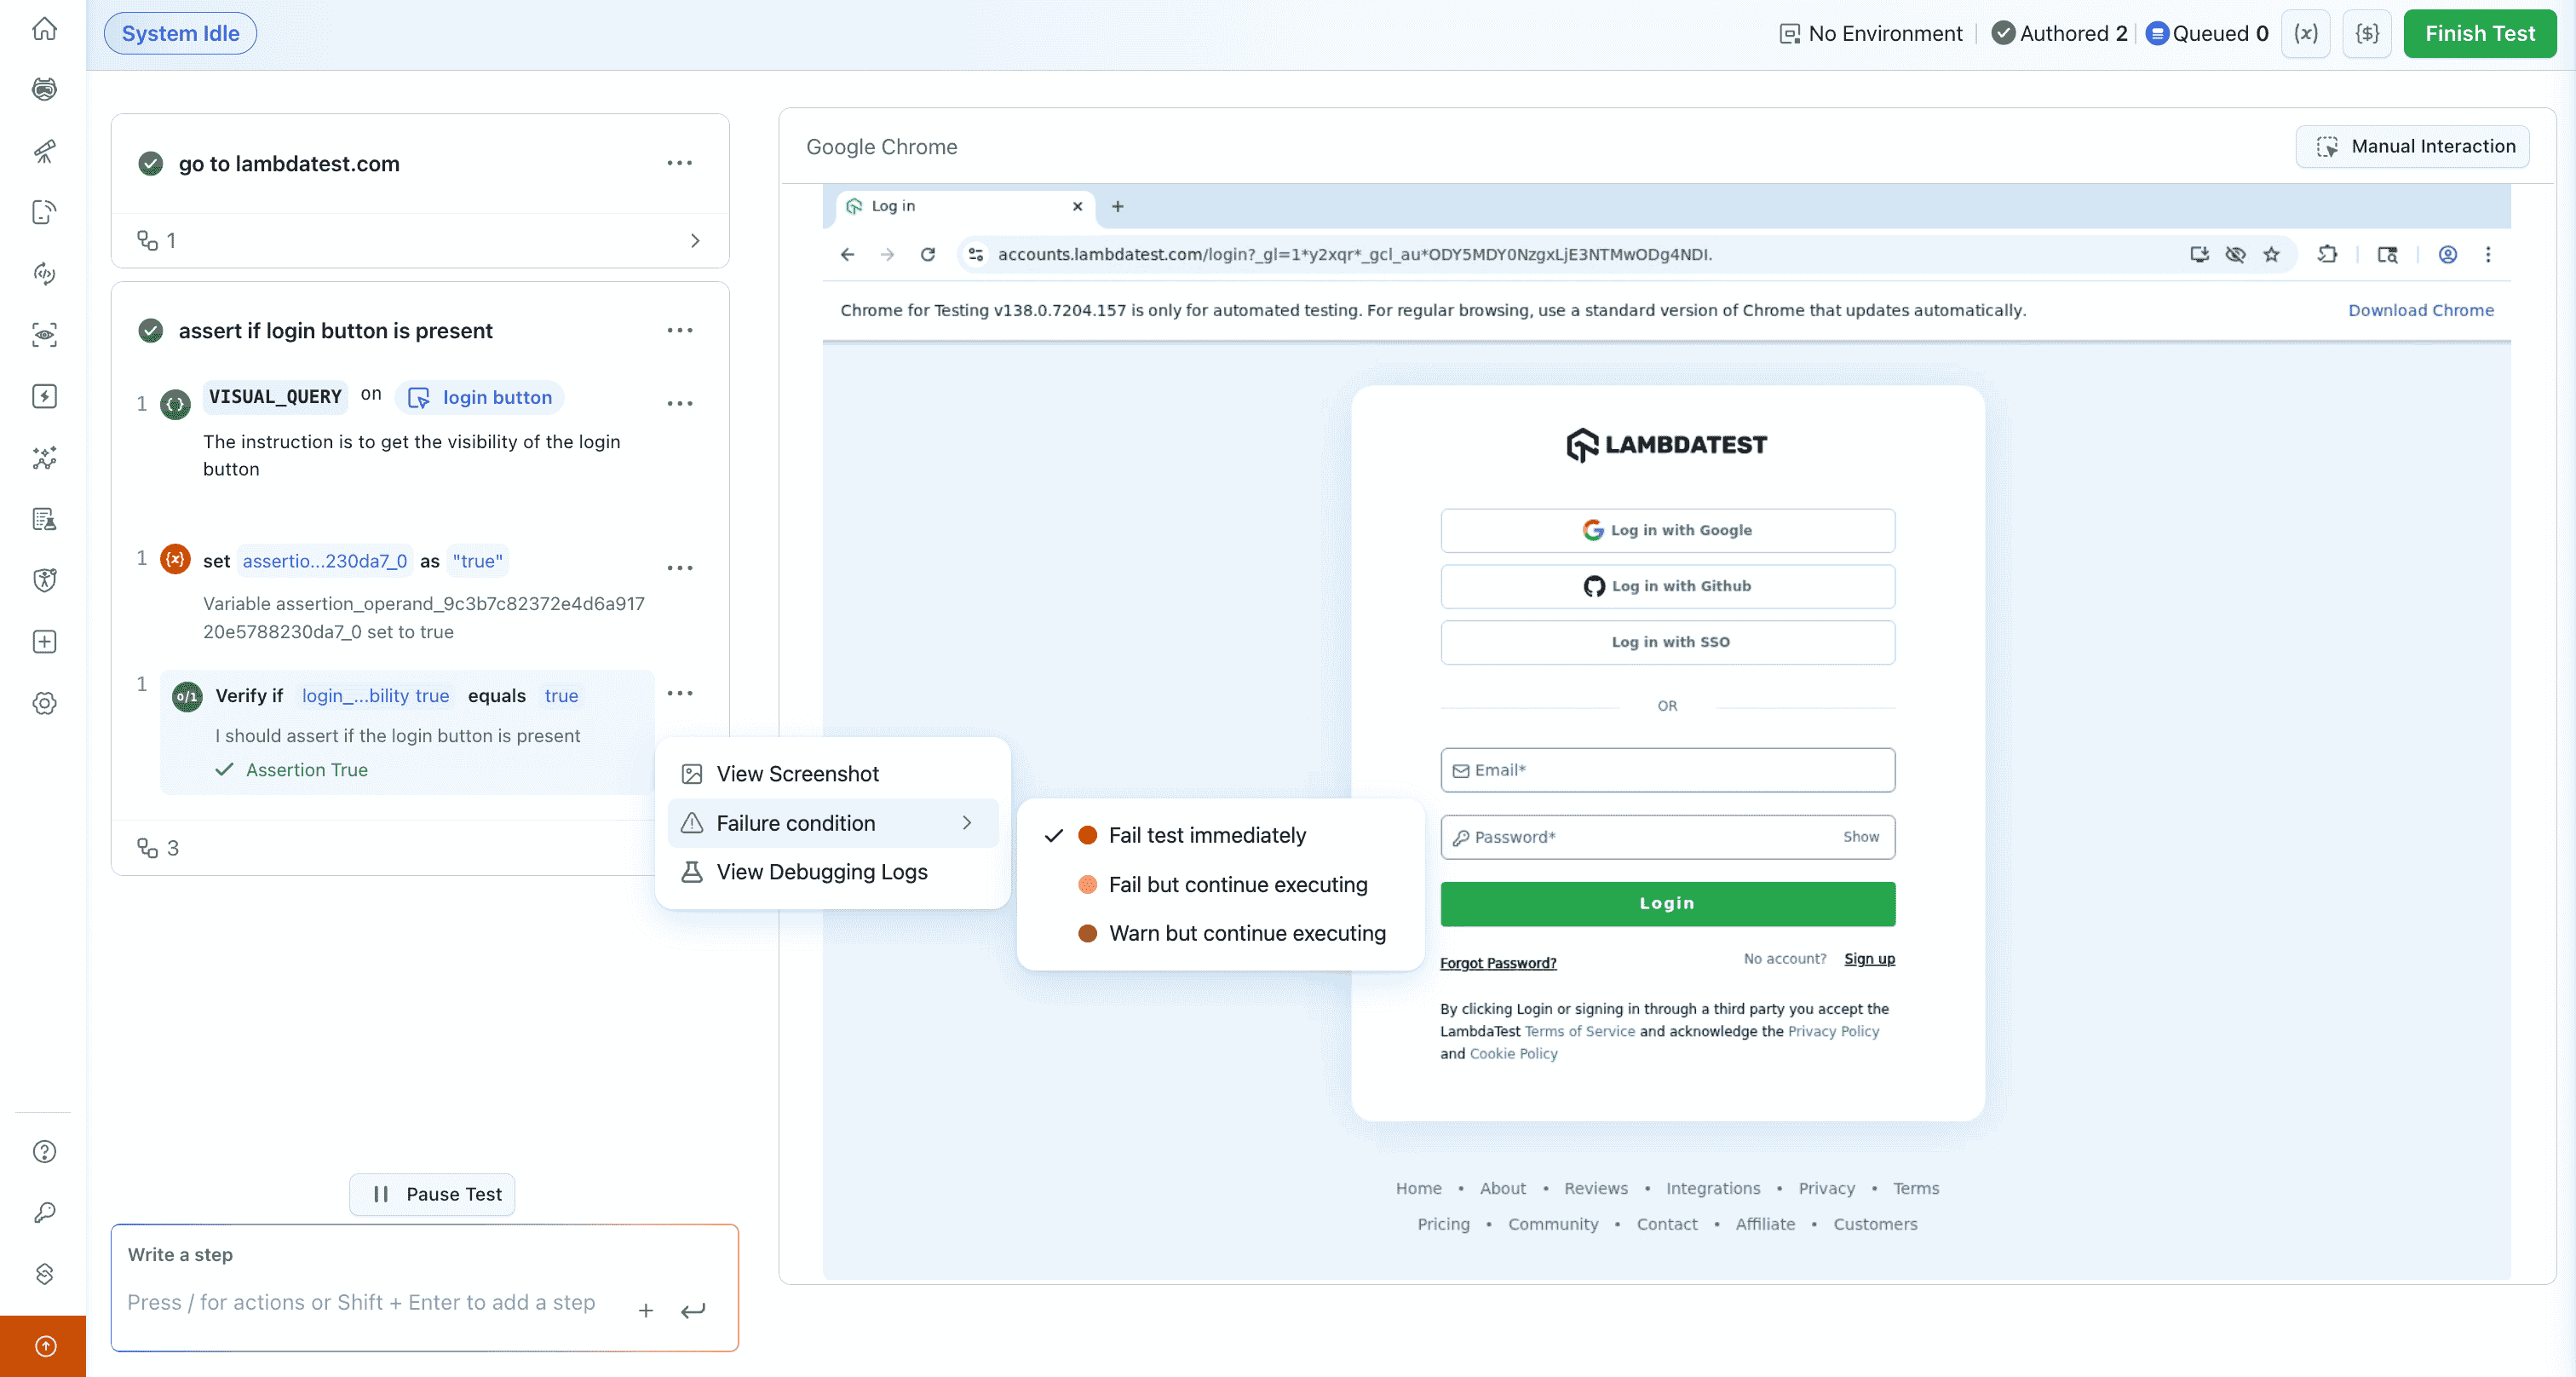 System Idle
No Environment
Authored 2
Queued 0
(x)
{$}
Finish Test
go to lambdatest.com
1
assert if login button is present
1 VISUAL_QUERY on login button
The instruction is to get the visibility of the login
button
1 {x} set assertio...230da7_0 as "true"
Variable assertion_operand_9c3b7c82372e4d6a917
20e5788230da7_0 set to true
1 0/1 Verify if login_...bility true equals true
I should assert if the login button is present
Assertion True
3
View Screenshot
Failure condition
View Debugging Logs
Fail test immediately
Fail but continue executing
Warn but continue executing
Pause Test
Write a step
Press / for actions or Shift + Enter to add a step
Google Chrome
Manual Interaction
Log in
accounts.lambdatest.com/login?_gl=1*y2xqr*_gcl_au*ODY5MDY0NzgxLjE3NTMwODg4NDI.
Chrome for Testing v138.0.7204.157 is only for automated testing. For regular browsing, use a standard version of Chrome that updates automatically.
Download Chrome
LAMBDATEST
Log in with Google
Log in with Github
Log in with SSO
OR
Email*
Password*
Show
Login
Forgot Password?
No account? Sign up
By clicking Login or signing in through a third party you accept the
LambdaTest Terms of Service and acknowledge the Privacy Policy
and Cookie Policy
Home • About • Reviews • Integrations • Privacy • Terms
Pricing • Community • Contact • Affiliate • Customers